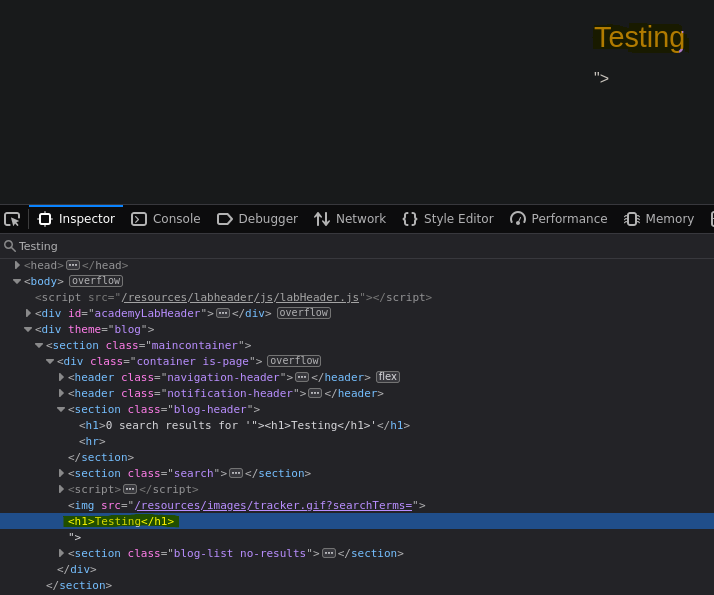 Testing
">
Inspector Console Debugger Network Style Editor Performance Memory
Testing
<head>•••</head>
<body> overflow
<script src="/resources/labheader/js/labHeader.js"></script>
<div id="academyLabHeader">•••</div> overflow
<div theme="blog">
<section class="maincontainer">
<div class="container is-page"> overflow
<header class="navigation-header">•••</header> flex
<header class="notification-header">•••</header>
<section class="blog-header">
<h1>0 search results for '"><h1>Testing</h1>'</h1>
<hr>
</section>
<section class="search">•••</section>
<script>•••</script>
<img src="/resources/images/tracker.gif?searchTerms=">
<h1>Testing</h1>
">
<section class="blog-list no-results">•••</section>
</div>
</section>